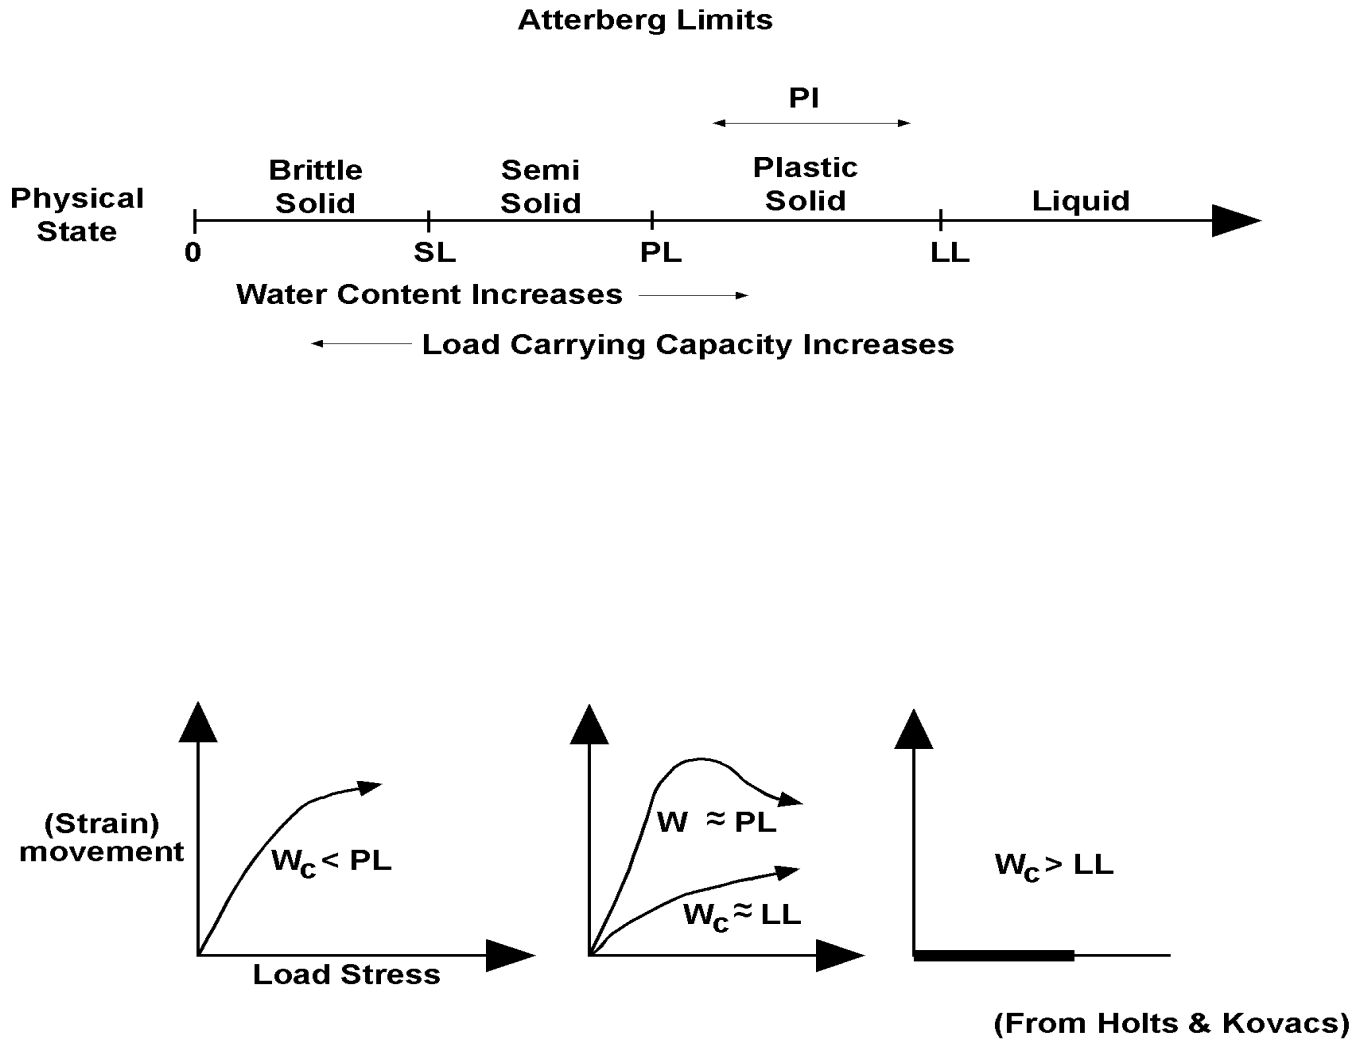 Atterberg Limits
PI
Brittle Semi Plastic
Solid Solid Solid Liquid
Physical
State
0 SL PL LL
Water Content Increases
Load Carrying Capacity Increases
(Strain)
movement
Wc < PL
Load Stress
W ≈ PL
Wc ≈ LL
Wc > LL
(From Holts & Kovacs)